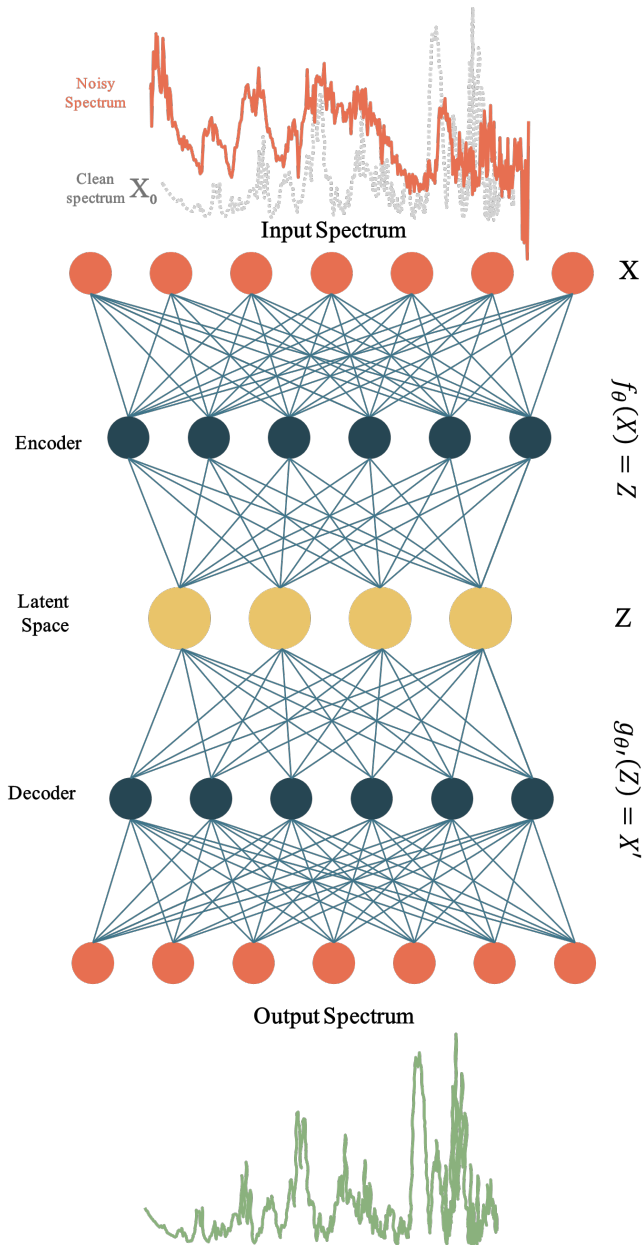 Noisy
Spectrum
Clean
spectrum X₀
Input Spectrum
X
fθ(X) = Z
Encoder
Latent
Space
Z
Decoder
gθ′(Z) = X′
Output Spectrum